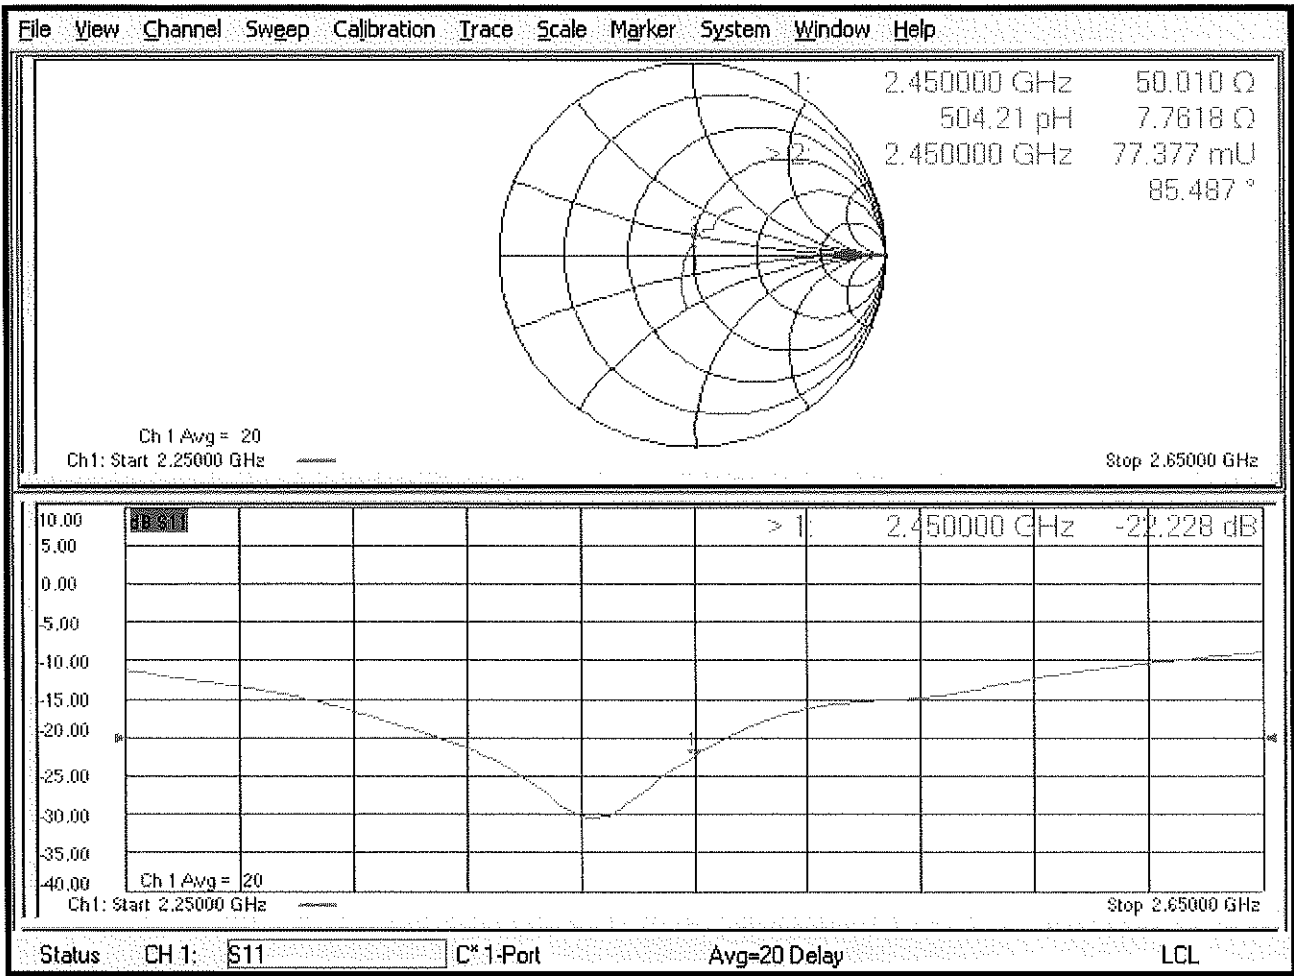 File View Channel Sweep Calibration Trace Scale Marker System Window Help
1: 2.450000 GHz 50.010 Ω
504.21 pH 7.7618 Ω
> 2: 2.450000 GHz 77.377 mU
85.487 °
Ch 1 Avg = 20
Ch1: Start 2.25000 GHz Stop 2.65000 GHz
10.00 dB S11 > 1: 2.450000 GHz -22.228 dB
5.00
0.00
-5.00
-10.00
-15.00
-20.00
1
-25.00
-30.00
-35.00
-40.00 Ch 1 Avg = 20
Ch1: Start 2.25000 GHz Stop 2.65000 GHz
Status CH 1: S11 C* 1-Port Avg=20 Delay LCL